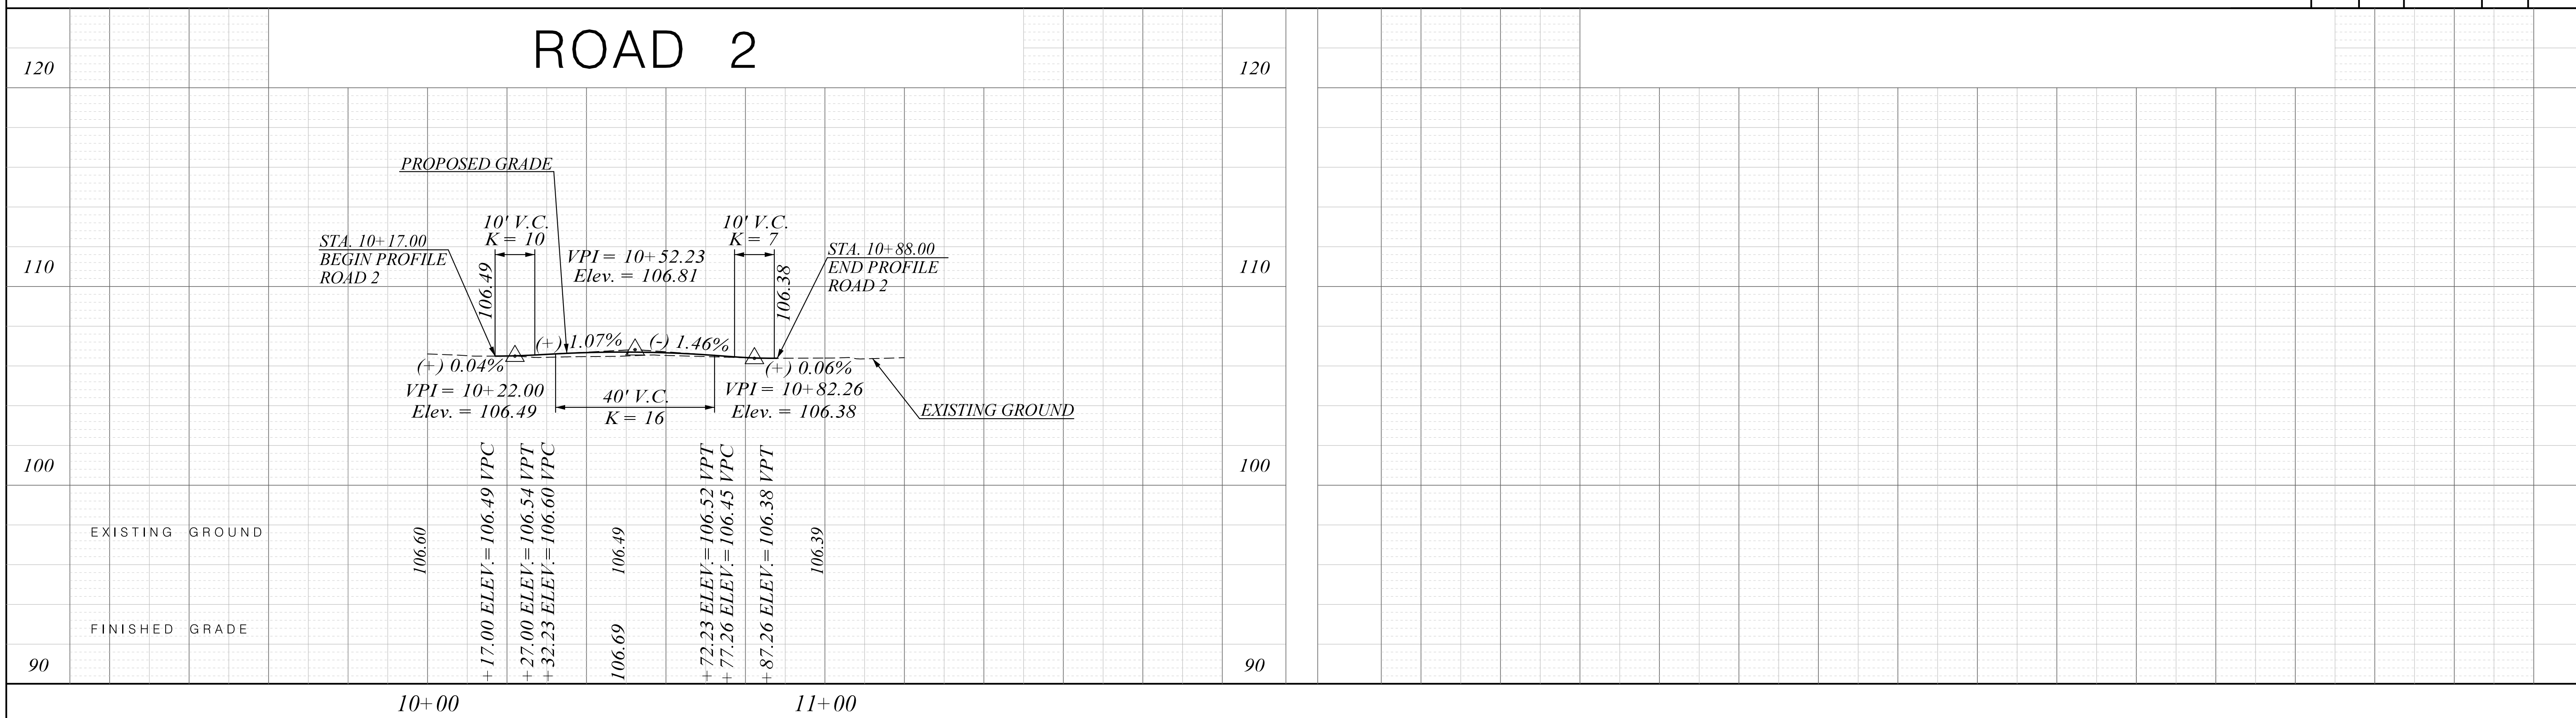 ROAD 2
120
120
PROPOSED GRADE
10' V.C.
K = 10
10' V.C.
K = 7
STA. 10+17.00
BEGIN PROFILE
ROAD 2
VPI = 10+52.23
Elev. = 106.81
STA. 10+88.00
END PROFILE
ROAD 2
110
110
106.49
106.38
(+) 1.07%
(-) 1.46%
(+) 0.04%
(+) 0.06%
VPI = 10+22.00
Elev. = 106.49
40' V.C.
K = 16
VPI = 10+82.26
Elev. = 106.38
EXISTING GROUND
100
100
+17.00 ELEV.=106.49 VPC
+27.00 ELEV.=106.54 VPT
+32.23 ELEV.=106.60 VPC
+72.23 ELEV.=106.52 VPT
+77.26 ELEV.=106.45 VPC
+87.26 ELEV.=106.38 VPT
EXISTING GROUND
106.60
106.49
106.39
FINISHED GRADE
106.69
90
90
10+00
11+00